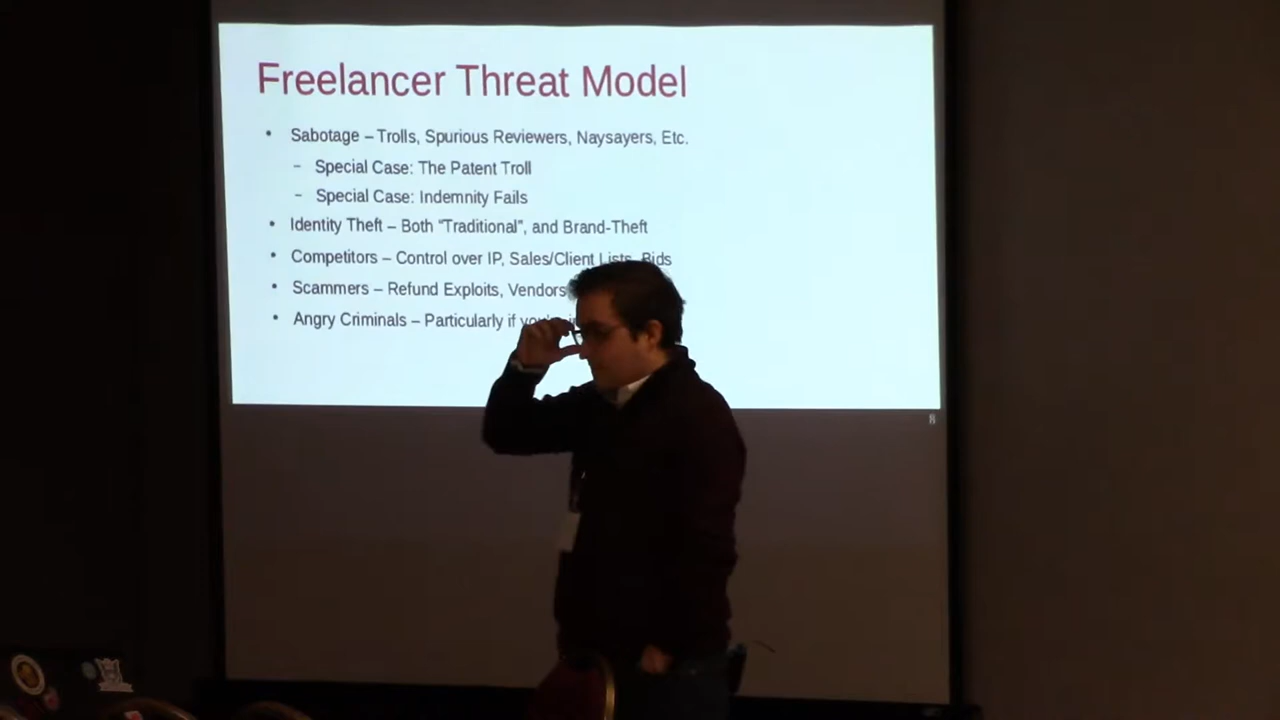 Freelancer Threat Model
• Sabotage – Trolls, Spurious Reviewers, Naysayers, Etc.
– Special Case: The Patent Troll
– Special Case: Indemnity Fails
• Identity Theft – Both "Traditional", and Brand-Theft
• Competitors – Control over IP, Sales/Client Lists, Bids
• Scammers – Refund Exploits, Vendors
• Angry Criminals – Particularly if you're
8